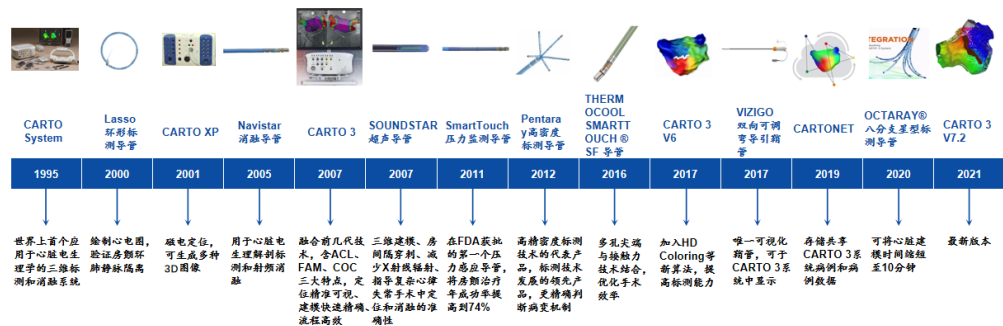 TEGRATION
CARTO
System
Lasso
环形标
测导管
CARTO XP
Navistar
消融导管
CARTO 3
SOUNDSTAR
超声导管
SmartTouch
压力监测导管
Pentara
y高密度
标测导管
THERM
OCOOL
SMARTT
OUCH ®
SF 导管
CARTO 3
V6
VIZIGO
双向可调
弯导引鞘
管
CARTONET
OCTARAY®
八分支星型标
测导管
CARTO 3
V7.2
1995
2000
2001
2005
2007
2007
2011
2012
2016
2017
2017
2019
2020
2021
世界上首个应
用于心脏电生
理学的三维标
测和消融系统
绘制心电图,
验证房颤环
肺静脉隔离
磁电定位,
可生成多种
3D图像
用于心脏电
生理解剖标
测和射频消
融
融合前几代技
术,含ACL、
FAM、COC
三大特点,定
位精准可视、
建模快速精确、
流程高效
三维建模、房
间隔穿刺、减
少X射线辐射、
指导复杂心律
失常手术中定
位和消融的准
确性
在FDA获批
的第一个压
力感应导管,
将房颤治疗
年成功率提
高到74%
高精密度标测
技术的代表产
品,标测技术
发展的领先产
品,更精确判
断病变机制
多孔尖端
与接触力
技术结合,
优化手术
效率
加入HD
Coloring等
新算法,提
高标测能力
唯一可视化
鞘管,可于
CARTO 3系
统中显示
存储共享
CARTO 3系
统病例和病
例数据
可将心脏建
模时间缩短
至10分钟
最新版本